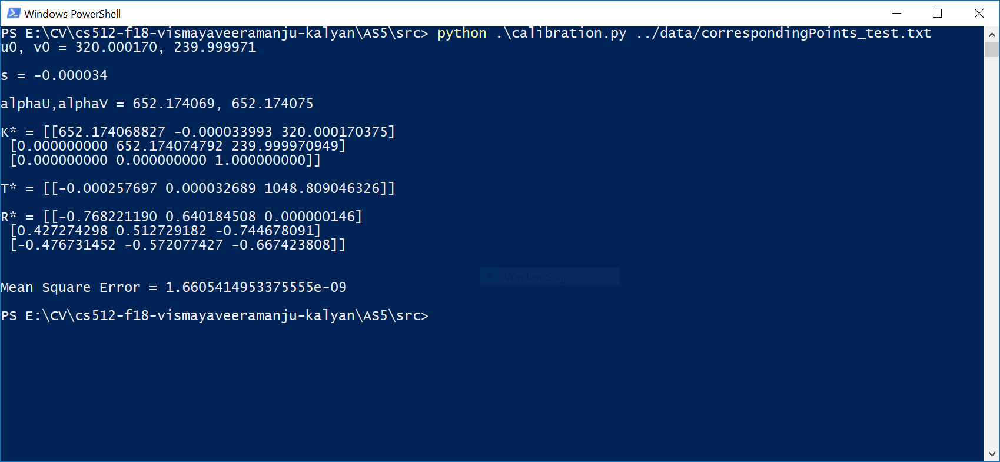 Windows PowerShell
PS E:\CV\cs512-f18-vismayaveeramanju-kalyan\AS5\src> python .\calibration.py ../data/correspondingPoints_test.txt
u0, v0 = 320.000170, 239.999971
s = -0.000034
alphaU,alphaV = 652.174069, 652.174075
K* = [[652.174068827 -0.000033993 320.000170375]
[0.000000000 652.174074792 239.999970949]
[0.000000000 0.000000000 1.000000000]]
T* = [[-0.000257697 0.000032689 1048.809046326]]
R* = [[-0.768221190 0.640184508 0.000000146]
[0.427274298 0.512729182 -0.744678091]
[-0.476731452 -0.572077427 -0.667423808]]
Window Snip
Mean Square Error = 1.6605414953375555e-09
PS E:\CV\cs512-f18-vismayaveeramanju-kalyan\AS5\src>